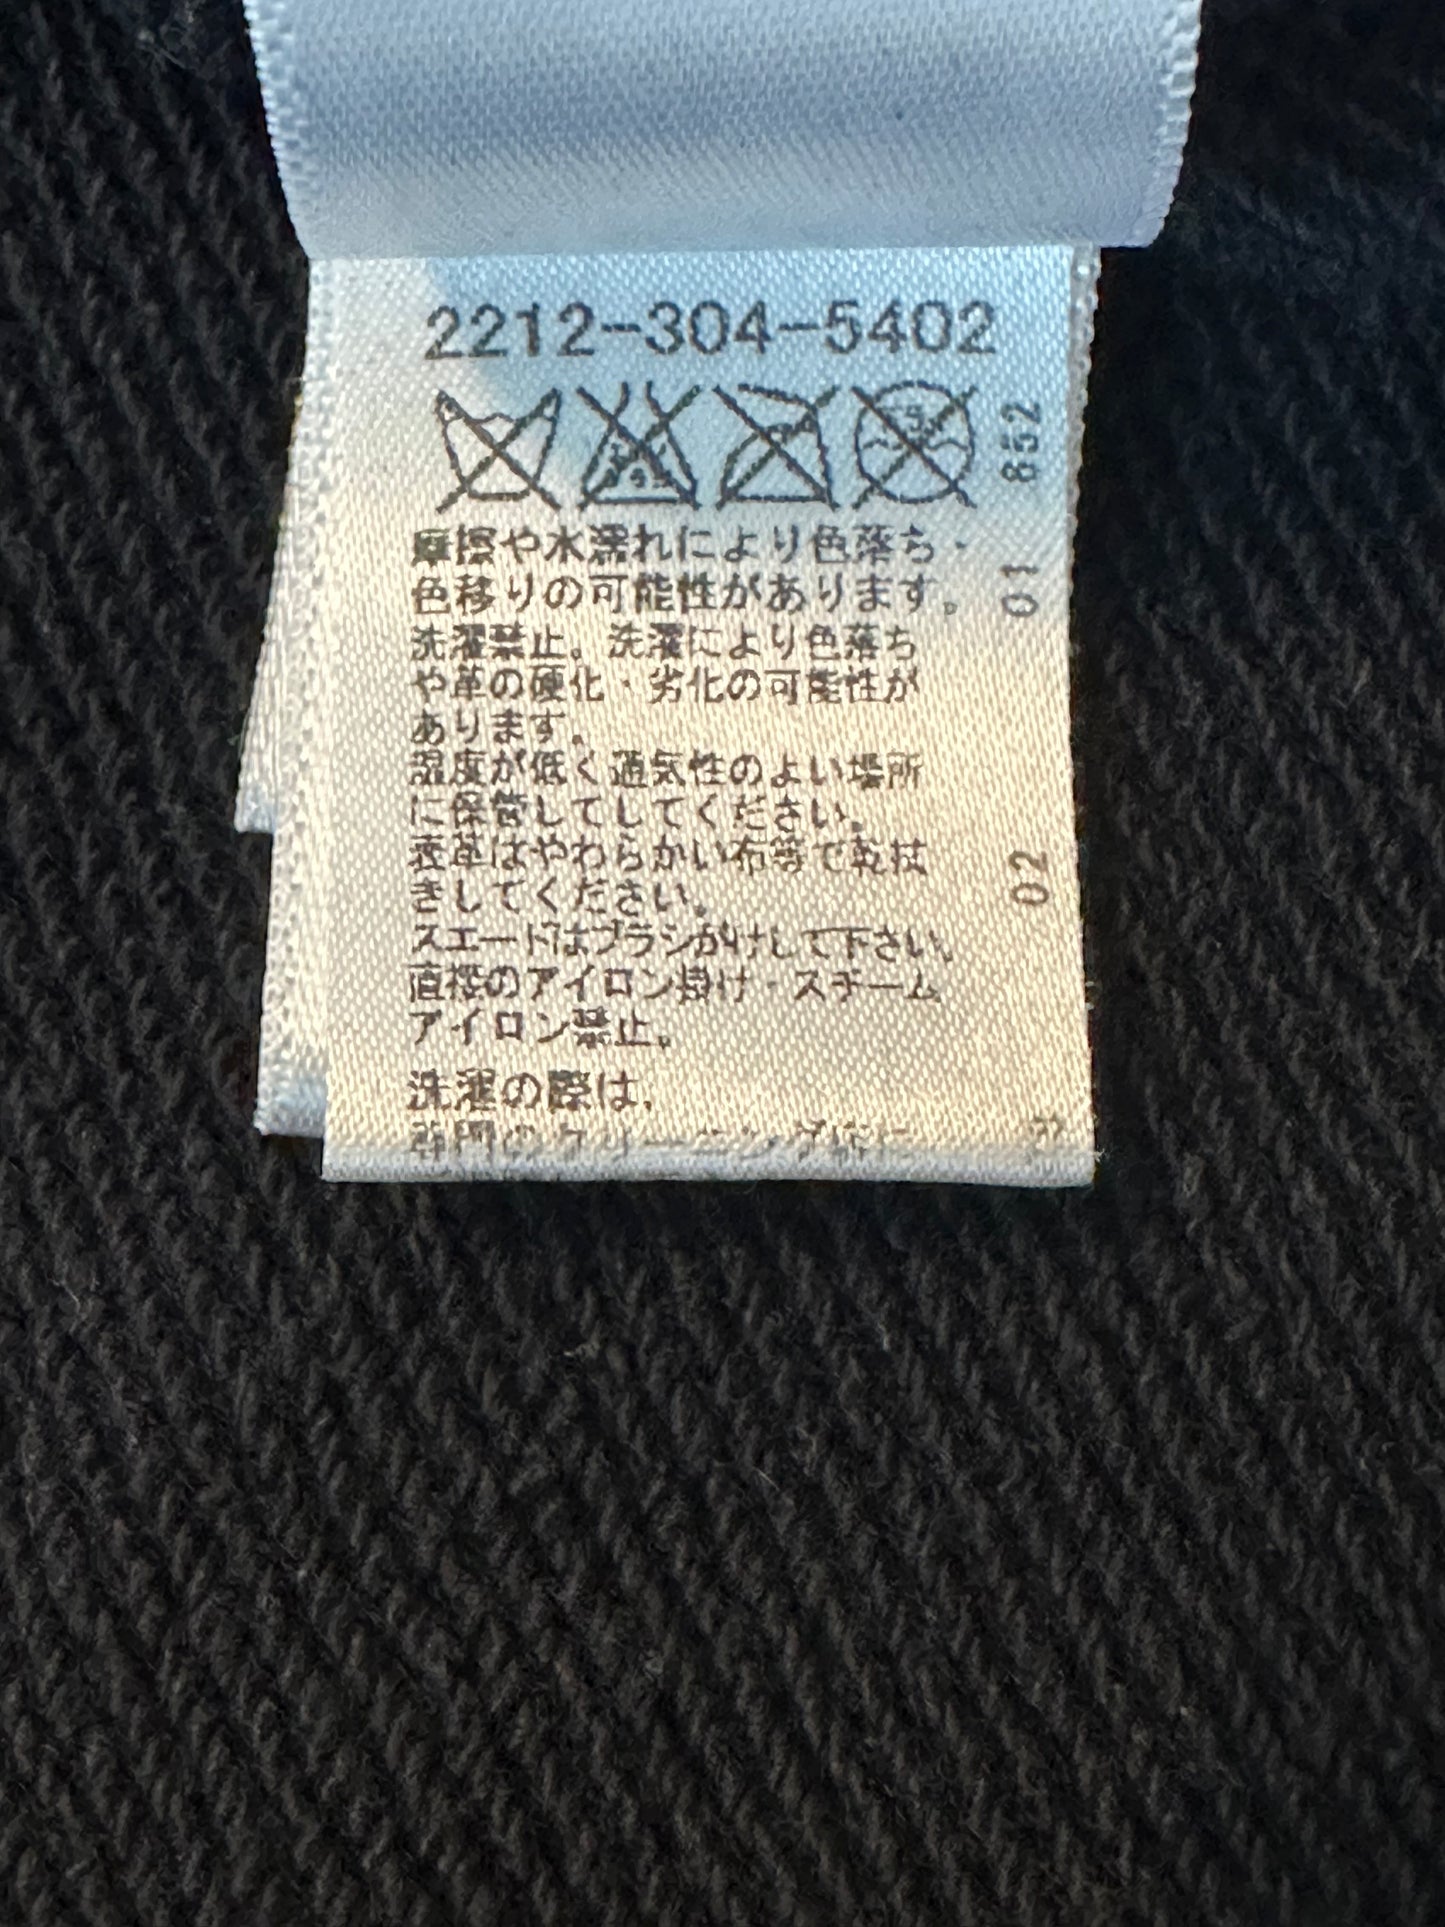 2212-304-5402
摩擦や水濡れにより色落ち・
色移りの可能性があります。
洗濯禁止。洗濯により色落ち
や革の硬化・劣化の可能性が
あります。
湿度が低く通気性のよい場所
に保管してしてください。
表革はやわらかい布等で乾拭
きしてください。
スエードはブラシがけして下さい。
直接のアイロン掛け・スチーム
アイロン禁止。
洗濯の際は、
852
01
02